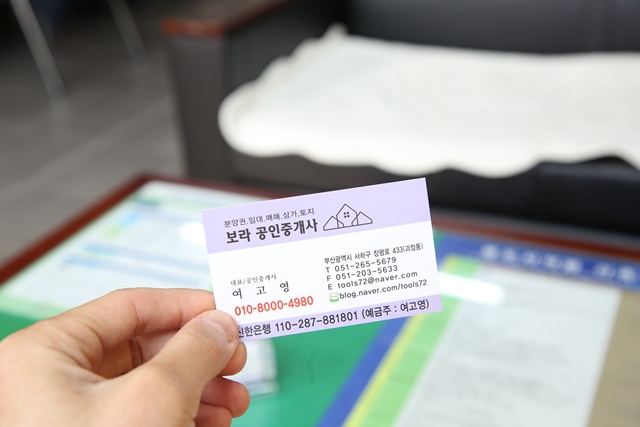 분양권.임대.매매.상가.토지
보라 공인중개사
대표/공인중개사
여 고 영
010-8000-4980
부산광역시 사하구 장평로 433(괴정동)
T 051-265-5679
F 051-203-5633
E tools72@naver.com
blog.naver.com/tools72
신한은행 110-287-881801 (예금주 : 여고영)